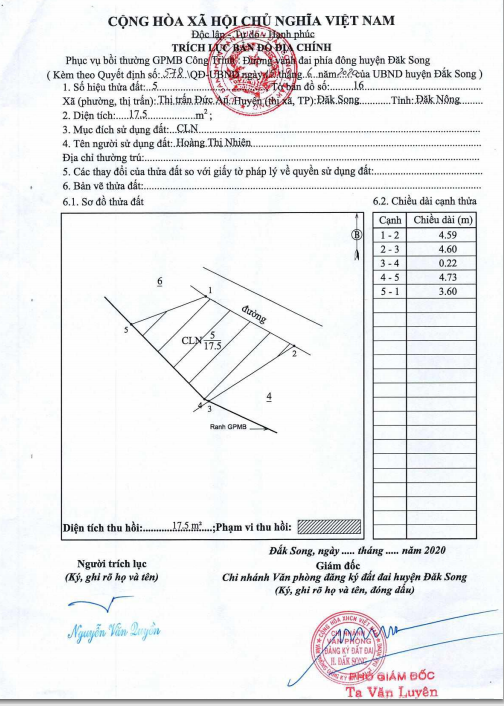 CỘNG HÒA XÃ HỘI CHỦ NGHĨA VIỆT NAM
Độc lập - Tự do - Hạnh phúc
TRÍCH LỤC BẢN ĐỒ ĐỊA CHÍNH
Phục vụ bồi thường GPMB Công Trình: Đường vành đai phía đông huyện Đăk Song
( Kèm theo Quyết định số: 578 \QĐ-UBND ngày tháng 6 năm 2020 của UBND huyện Đăk Song )
1. Số hiệu thửa đất: 5 Tờ bản đồ số: 16
Xã (phường, thị trấn): Thị trấn Đức An, Huyện (thị xã, TP): Đăk Song Tỉnh: Đăk Nông
2. Diện tích: 17.5 m² ;
3. Mục đích sử dụng đất: CLN
4. Tên người sử dụng đất: Hoàng Thị Nhiên
Địa chỉ thường trú:
5. Các thay đổi của thửa đất so với giấy tờ pháp lý về quyền sử dụng đất:
6. Bản vẽ thửa đất:
6.1. Sơ đồ thửa đất
6.2. Chiều dài cạnh thửa
Cạnh Chiều dài (m)
1 - 2 4.59
2 - 3 4.60
3 - 4 0.22
4 - 5 4.73
5 - 1 3.60
B
6
1
đường
5
CLN 5
17.5
2
4
4
3
Ranh GPMB
Diện tích thu hồi: 17.5 m² ;Phạm vi thu hồi:
Đắk Song, ngày ..... tháng ..... năm 2020
Người trích lục
(Ký, ghi rõ họ và tên)
Giám đốc
Chi nhánh Văn phòng đăng ký đất đai huyện Đăk Song
(Ký, ghi rõ họ và tên, đóng dấu)
Nguyễn Văn Quyền
CHI NHÁNH
VĂN PHÒNG
ĐĂNG KÝ ĐẤT ĐAI
H. ĐẮK SONG
PHÓ GIÁM ĐỐC
Tạ Văn Luyên